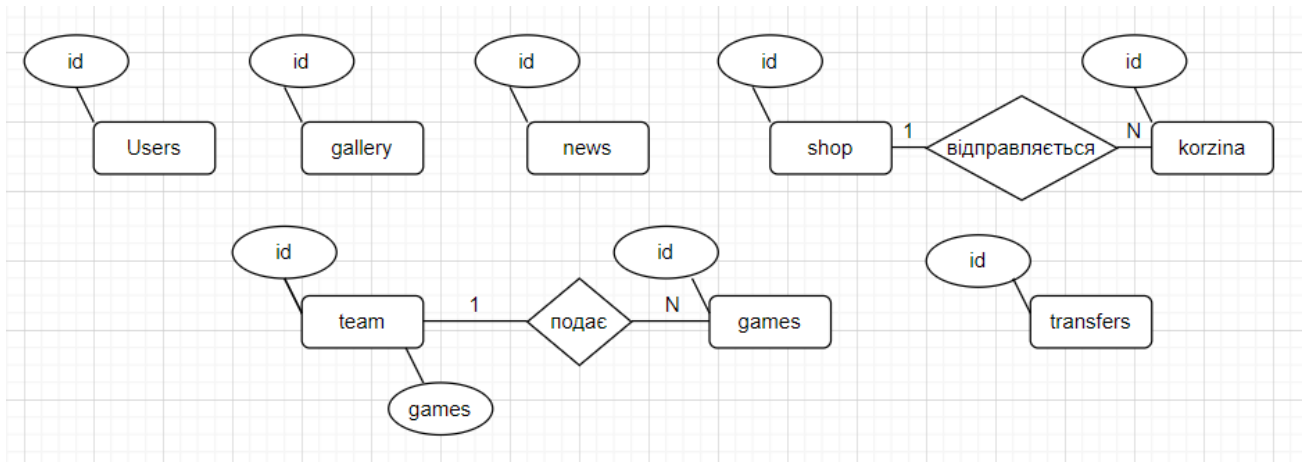 id
id
id
id
id
Users
gallery
news
shop
1
відправляється
N
korzina
id
id
id
team
1
подає
N
games
transfers
games